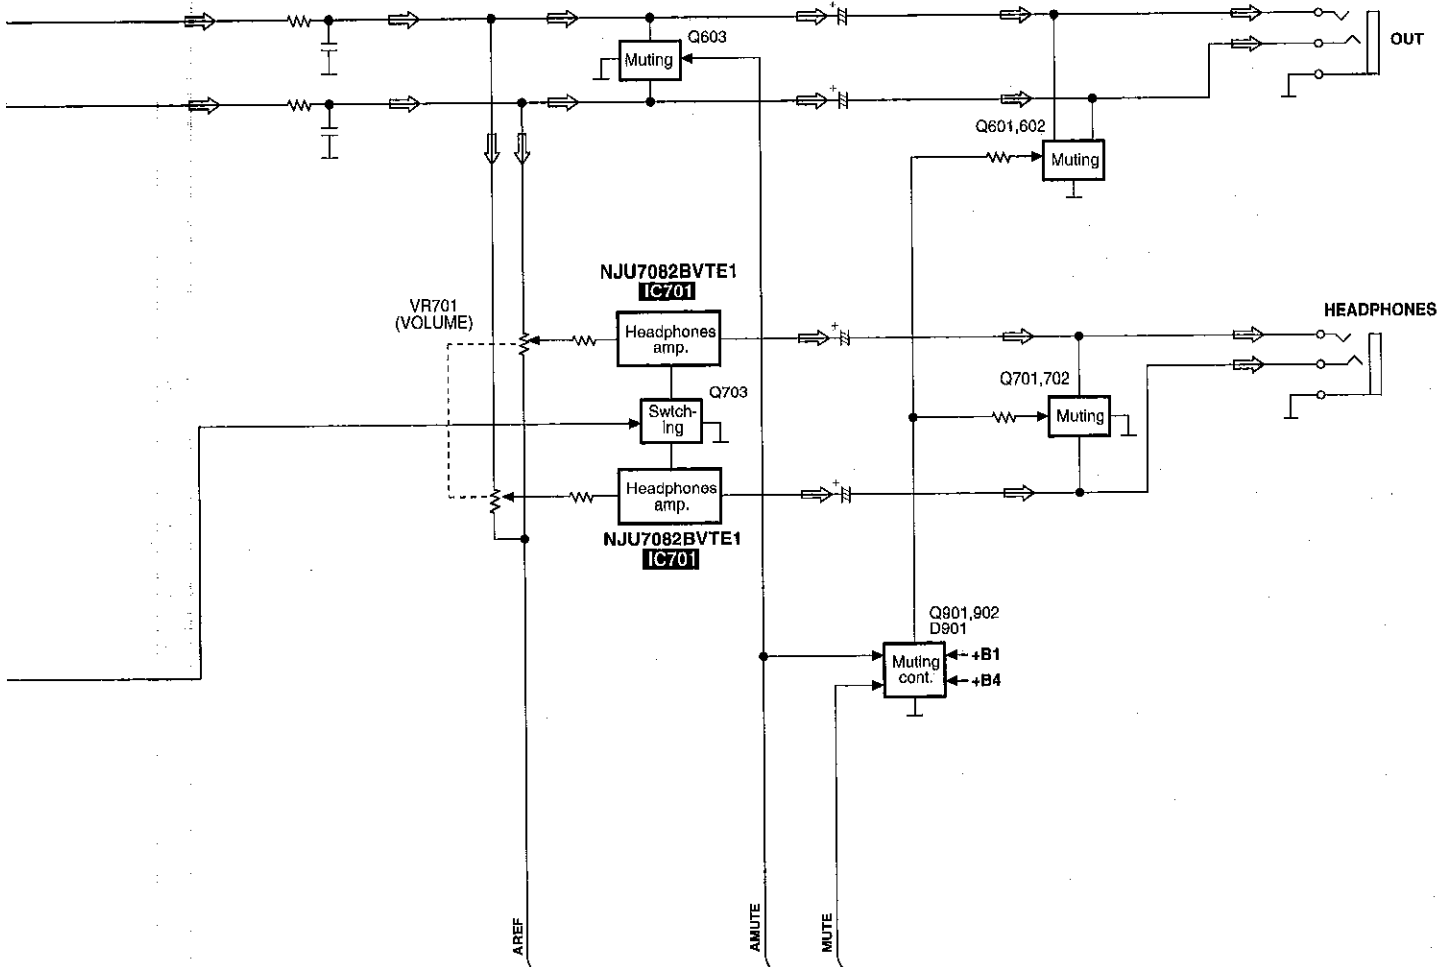 Q603
Muting
OUT
+
+
Q601,602
Muting
NJU7082BVTE1
IC701
VR701
(VOLUME)
Headphones
amp.
+
HEADPHONES
Q701,702
Muting
Q703
Swtch-
ing
Headphones
amp.
+
NJU7082BVTE1
IC701
Q901,902
D901
Muting
cont.
+B1
+B4
AREF
AMUTE
MUTE